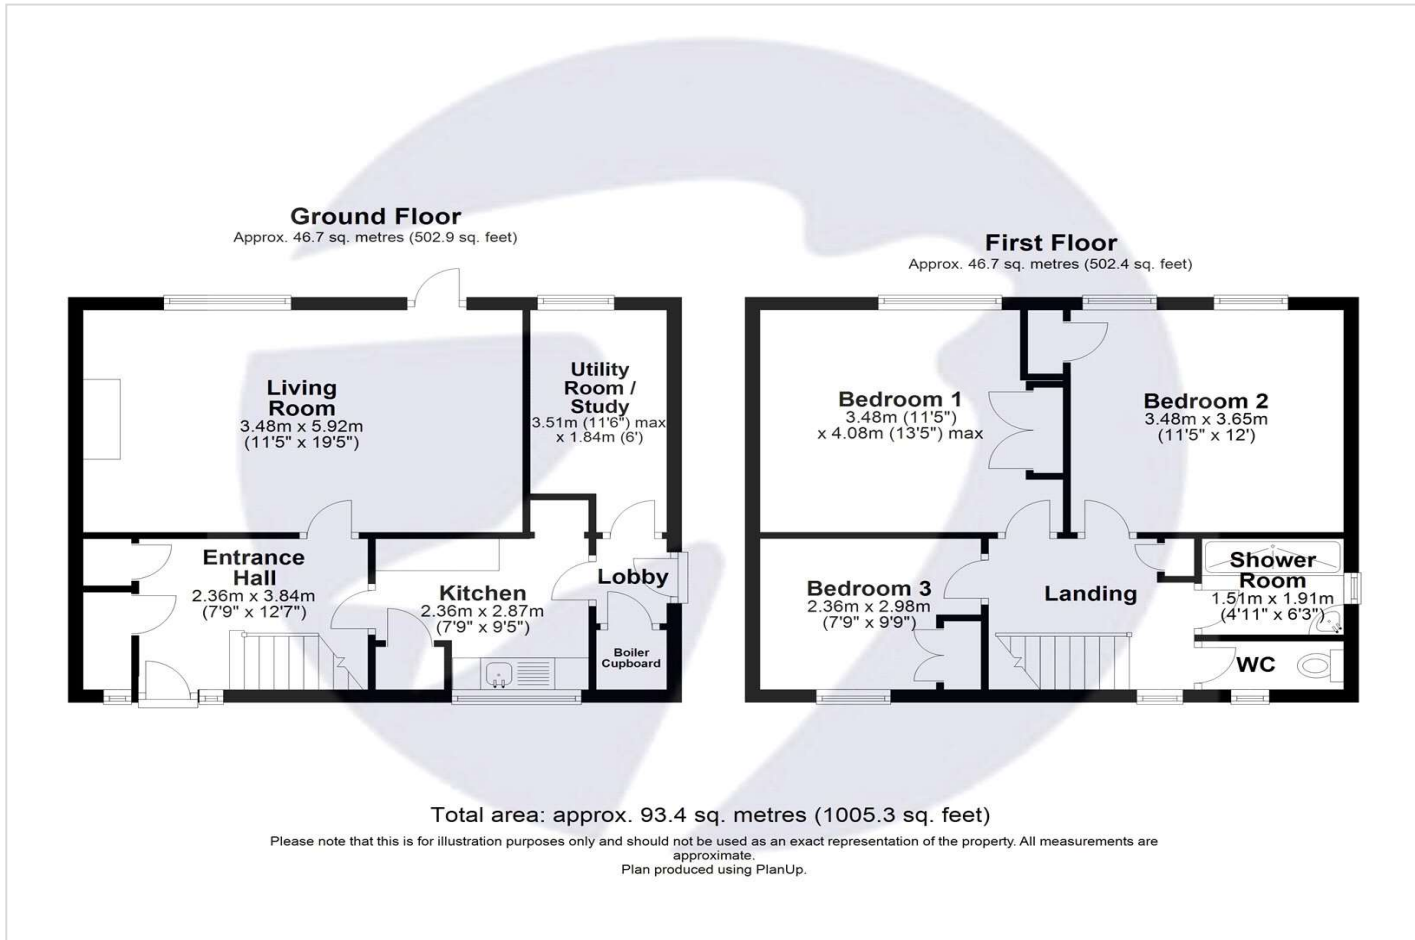 Ground Floor
Approx. 46.7 sq. metres (502.9 sq. feet)
Living
Room
3.48m x 5.92m
(11'5" x 19'5")
Utility
Room /
Study
3.51m (11'6") max
x 1.84m (6')
Entrance
Hall
2.36m x 3.84m
(7'9" x 12'7")
Kitchen
2.36m x 2.87m
(7'9" x 9'5")
Lobby
Boiler
Cupboard
First Floor
Approx. 46.7 sq. metres (502.4 sq. feet)
Bedroom 1
3.48m (11'5")
x 4.08m (13'5") max
Bedroom 2
3.48m x 3.65m
(11'5" x 12')
Bedroom 3
2.36m x 2.98m
(7'9" x 9'9")
Landing
Shower
Room
1.51m x 1.91m
(4'11" x 6'3")
WC
Total area: approx. 93.4 sq. metres (1005.3 sq. feet)
Please note that this is for illustration purposes only and should not be used as an exact representation of the property. All measurements are
approximate.
Plan produced using PlanUp.